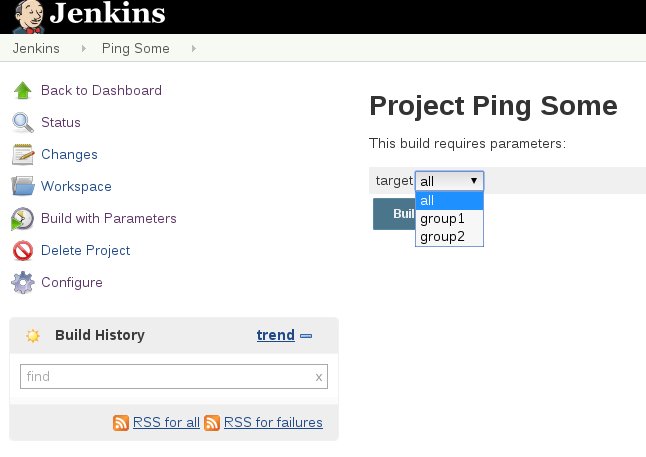 Jenkins
Jenkins Ping Some
Back to Dashboard
Status
Changes
Workspace
Build with Parameters
Delete Project
Configure
Build History trend
find x
RSS for all RSS for failures
Project Ping Some
This build requires parameters:
target all
all
group1
group2